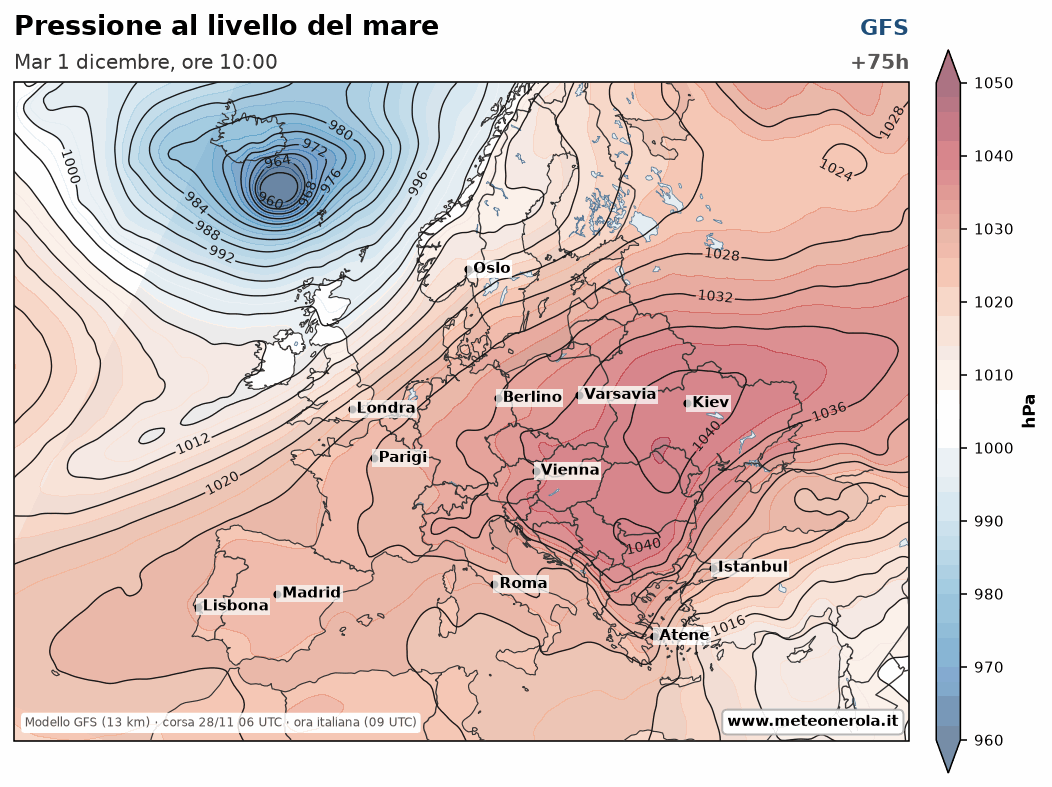 Pressione al livello del mare
GFS
Mar 1 dicembre, ore 10:00
+75h
1050
1040
1030
1020
1010
1000
990
980
970
960
hPa
980
972
964
960
968
976
984
988
992
996
1000
1028
1024
1028
1032
1036
1040
1040
1012
1020
1016
Oslo
Londra
Berlino
Varsavia
Kiev
Parigi
Vienna
Istanbul
Roma
Madrid
Lisbona
Atene
Modello GFS (13 km) · corsa 28/11 06 UTC · ora italiana (09 UTC)
www.meteonerola.it